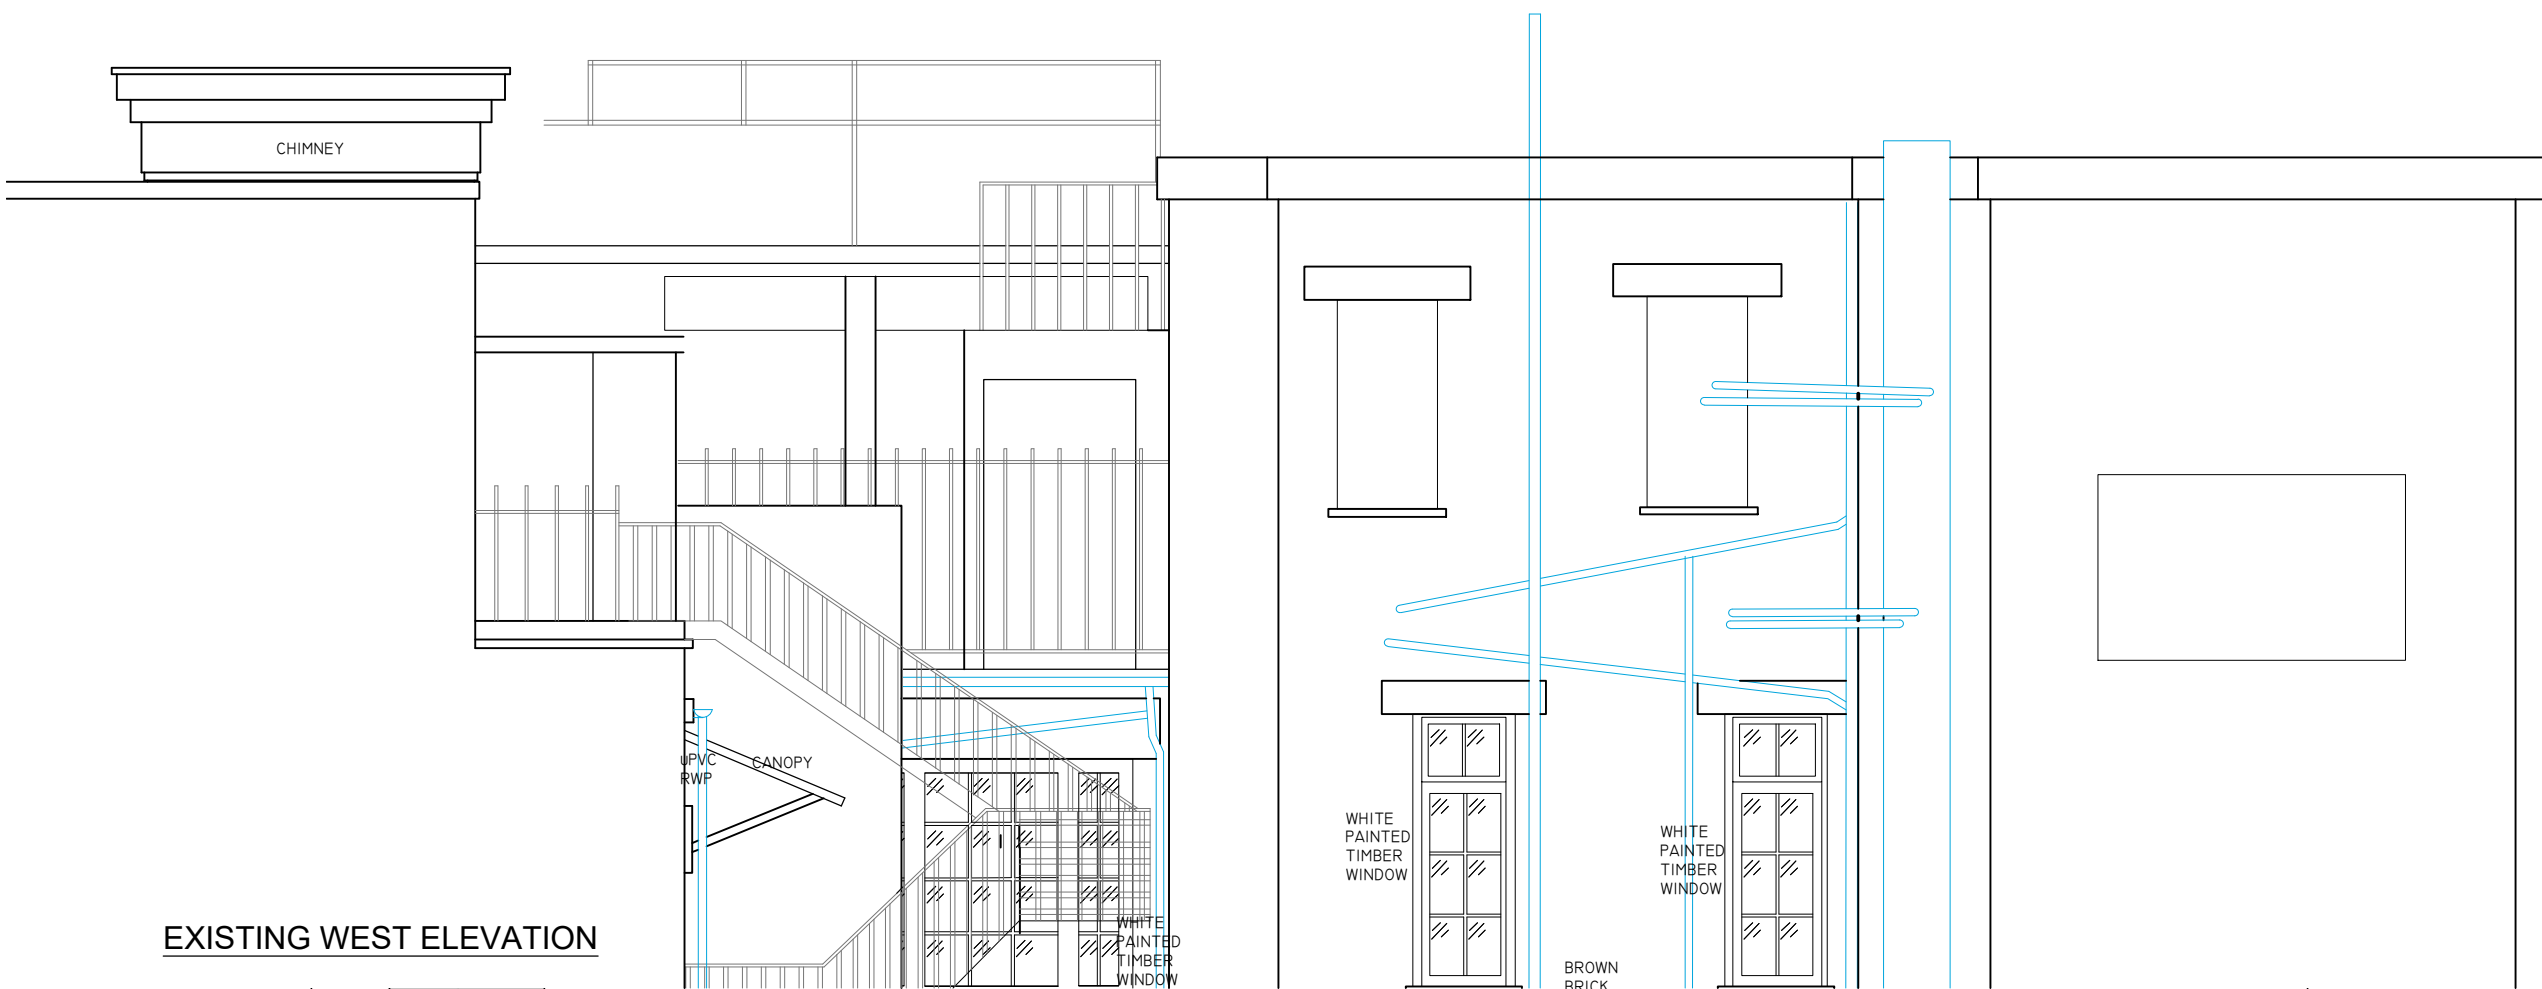 CHIMNEY
uPVC
RWP
CANOPY
WHITE
PAINTED
TIMBER
WINDOW
WHITE
PAINTED
TIMBER
WINDOW
EXISTING WEST ELEVATION
WHITE
PAINTED
TIMBER
WINDOW
BROWN
BRICK